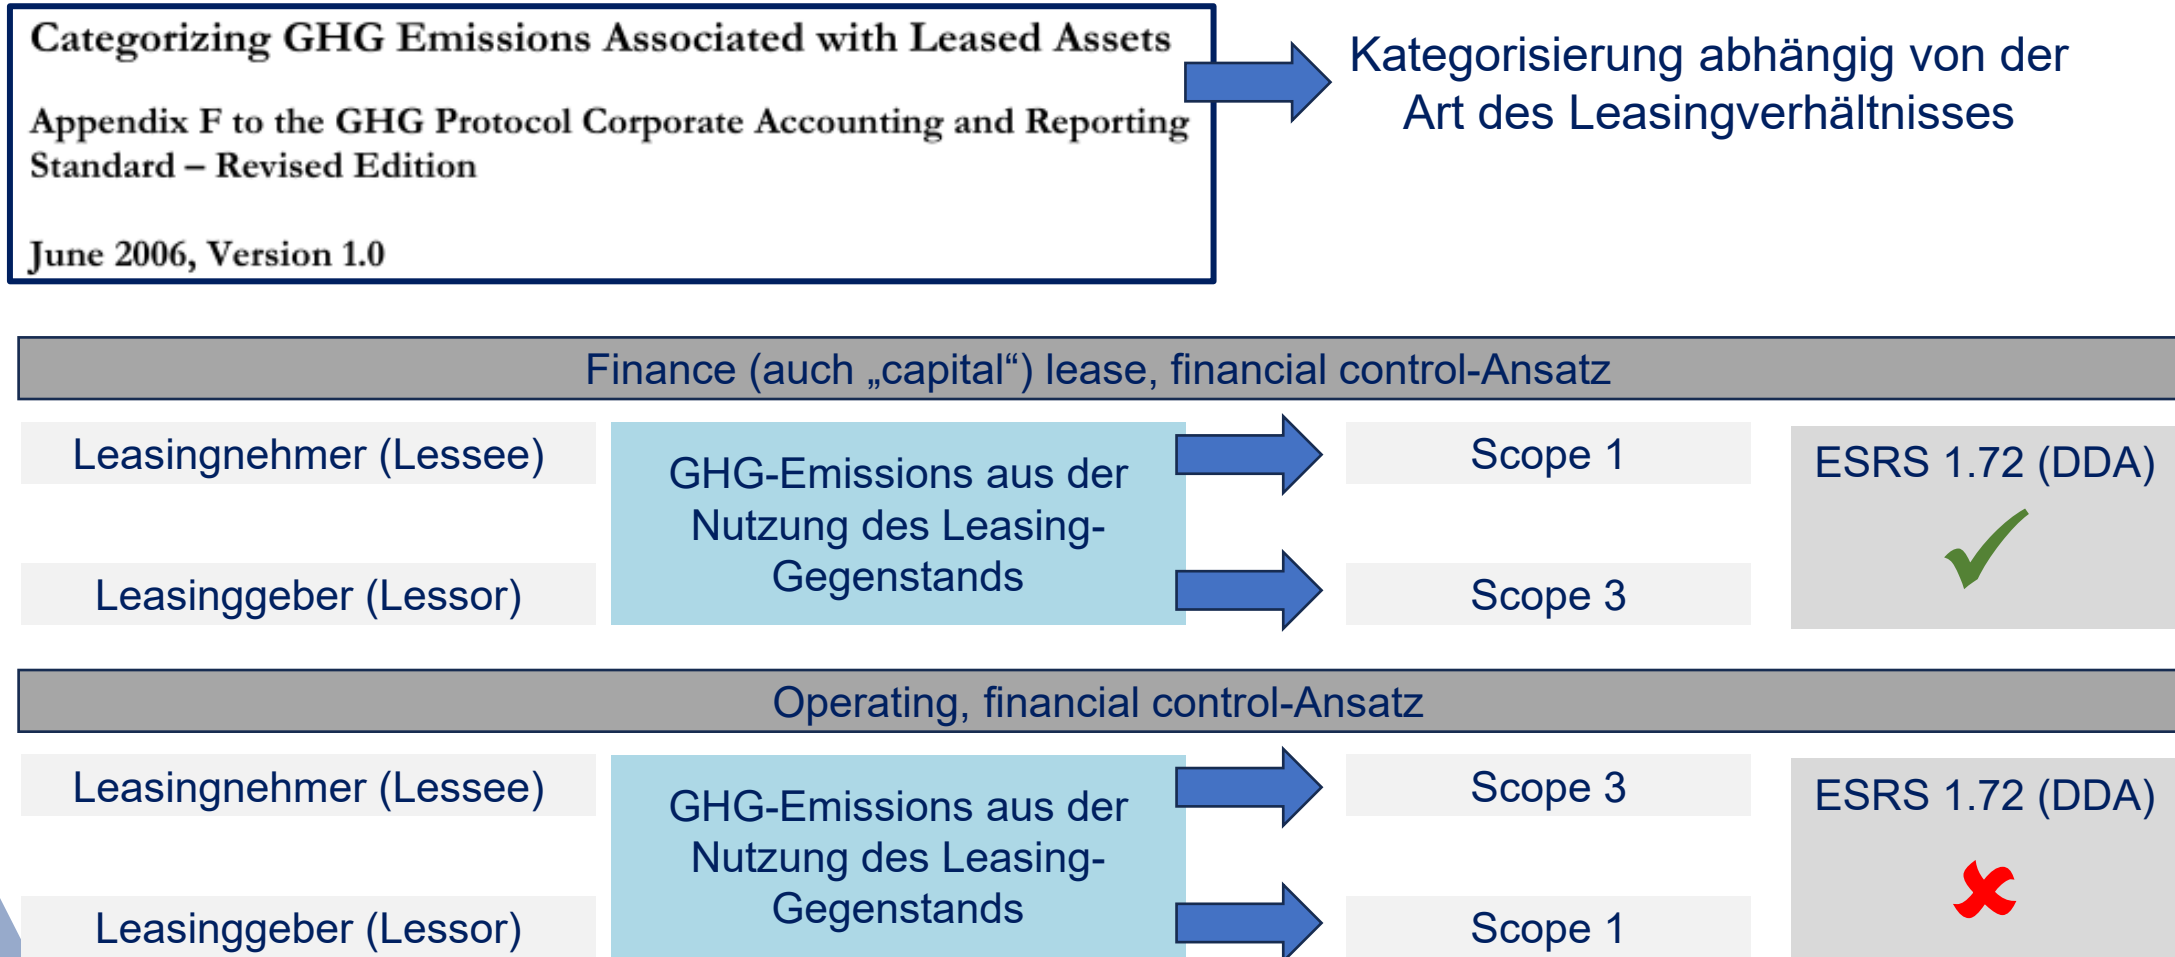 Categorizing GHG Emissions Associated with Leased Assets
Appendix F to the GHG Protocol Corporate Accounting and Reporting
Standard – Revised Edition
June 2006, Version 1.0
Kategorisierung abhängig von der
Art des Leasingverhältnisses
Finance (auch „capital“) lease, financial control-Ansatz
Leasingnehmer (Lessee)
Leasinggeber (Lessor)
GHG-Emissions aus der
Nutzung des Leasing-
Gegenstands
Scope 1
Scope 3
ESRS 1.72 (DDA)
Operating, financial control-Ansatz
Leasingnehmer (Lessee)
Leasinggeber (Lessor)
GHG-Emissions aus der
Nutzung des Leasing-
Gegenstands
Scope 3
Scope 1
ESRS 1.72 (DDA)